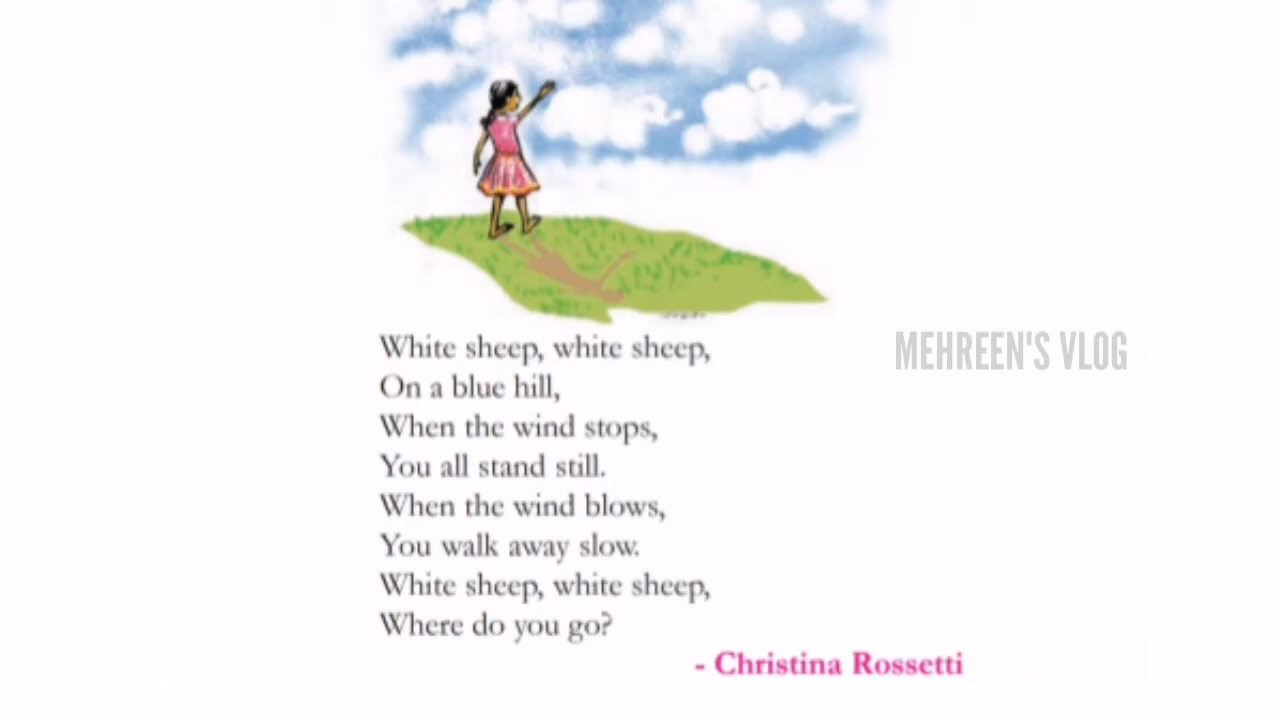 White sheep, white sheep,
MEHREEN'S VLOG
On a blue hill,
When the wind stops,
You all stand still.
When the wind blows,
You walk away slow.
White sheep, white sheep,
Where do you go?
- Christina Rossetti